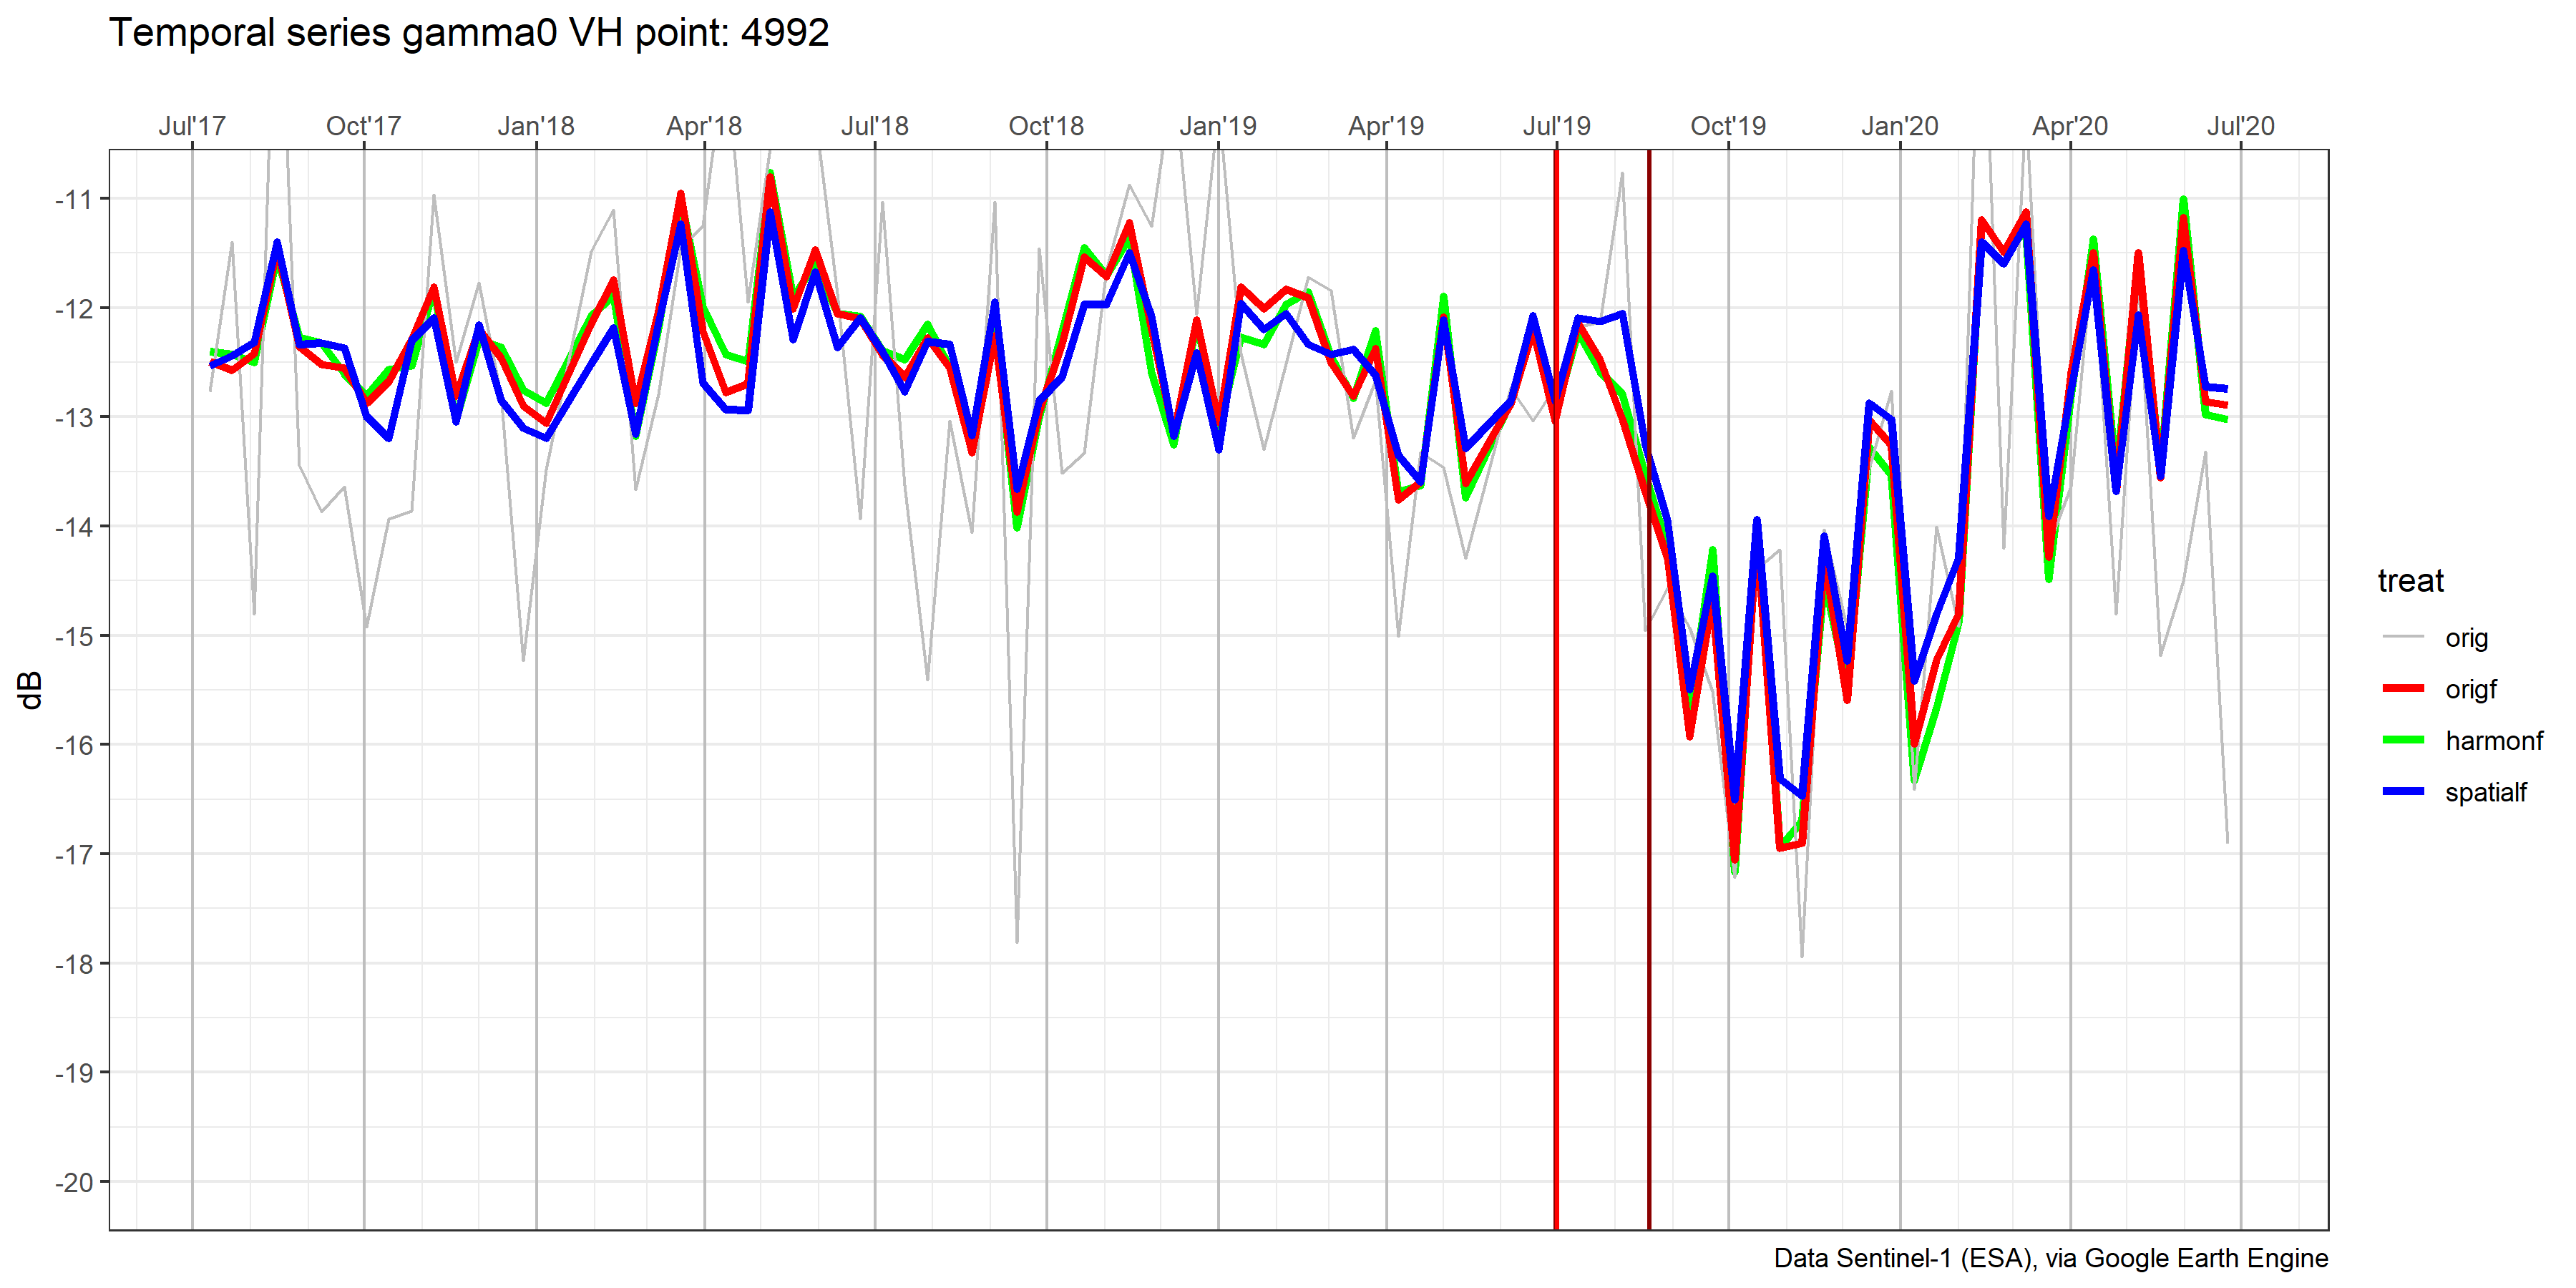 Temporal series gamma0 VH point: 4992
Jul'17 Oct'17 Jan'18 Apr'18 Jul'18 Oct'18 Jan'19 Apr'19 Jul'19 Oct'19 Jan'20 Apr'20 Jul'20
-11
-12
-13
-14
-15
-16
-17
-18
-19
-20
dB
treat
orig
origf
harmonf
spatialf
Data Sentinel-1 (ESA), via Google Earth Engine